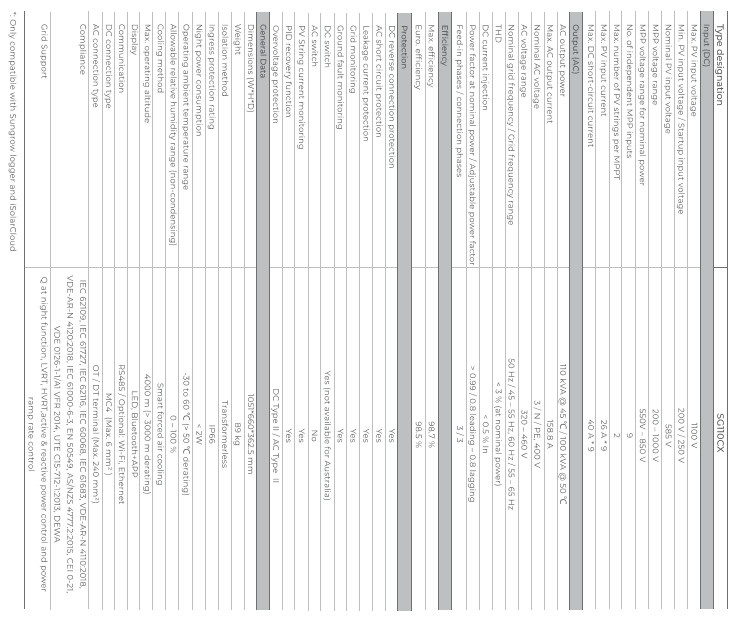 Type designation SG110CX
Input (DC)
Max. PV input voltage 1100 V
Min. PV input voltage / Startup input voltage 200 V / 250 V
Nominal PV input voltage 585 V
MPP voltage range 200 – 1000 V
MPP voltage range for nominal power 550V – 850 V
No. of independent MPP inputs 9
Max. number of PV strings per MPPT 2
Max. PV input current 26 A * 9
Max. DC short-circuit current 40 A * 9
Output (AC)
AC output power 110 kVA @ 45 ℃ / 100 kVA @ 50 ℃
Max. AC output current 158.8 A
Nominal AC voltage 3 / N / PE, 400 V
AC voltage range 320 – 460 V
Nominal grid frequency / Grid frequency range 50 Hz / 45 – 55 Hz, 60 Hz / 55 – 65 Hz
THD < 3 % (at nominal power)
DC current injection < 0.5 % In
Power factor at nominal power / Adjustable power factor > 0.99 / 0.8 leading – 0.8 lagging
Feed-in phases / connection phases 3 / 3
Efficiency
Max. efficiency 98.7 %
Euro. efficiency 98.5 %
Protection
DC reverse connection protection Yes
AC short circuit protection Yes
Leakage current protection Yes
Grid monitoring Yes
Ground fault monitoring Yes
DC switch Yes (not available for Australia)
AC switch No
PV String current monitoring Yes
PID recovery function Yes
Overvoltage protection DC Type II / AC Type II
General Data
Dimensions (W*H*D) 1051*660*362.5 mm
Weight 89 kg
Isolation method Transformerless
Ingress protection rating IP66
Night power consumption < 2W
Operating ambient temperature range -30 to 60 ℃ (> 50 ℃ derating)
Allowable relative humidity range (non-condensing) 0 – 100 %
Cooling method Smart forced air cooling
Max. operating altitude 4000 m (> 3000 m derating)
Display LED, Bluetooth+APP
Communication RS485 / Optional: Wi-Fi, Ethernet
DC connection type MC4 (Max. 6 mm² )
AC connection type OT / DT terminal (Max. 240 mm²)
Compliance IEC 62109, IEC 61727, IEC 62116, IEC 60068, IEC 61683, VDE-AR-N 4110:2018,
VDE-AR-N 4120:2018, IEC 61000-6-3, EN 50549, AS/NZS 4777.2:2015, CEI 0-21,
VDE 0126-1-1/A1 VFR 2014, UTE C15-712-1:2013, DEWA
Grid Support Q at night function, LVRT, HVRT,active & reactive power control and power
ramp rate control
* Only compatible with Sungrow logger and iSolarCloud